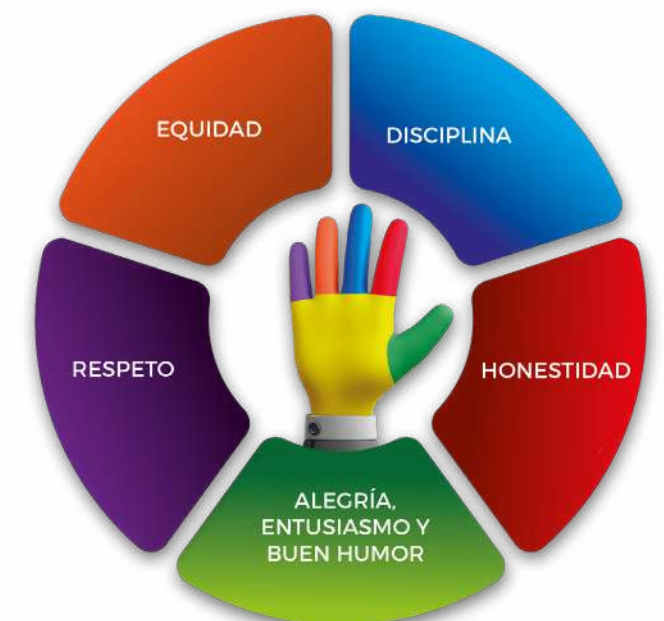 EQUIDAD
DISCIPLINA
RESPETO
HONESTIDAD
ALEGRÍA,
ENTUSIASMO Y
BUEN HUMOR